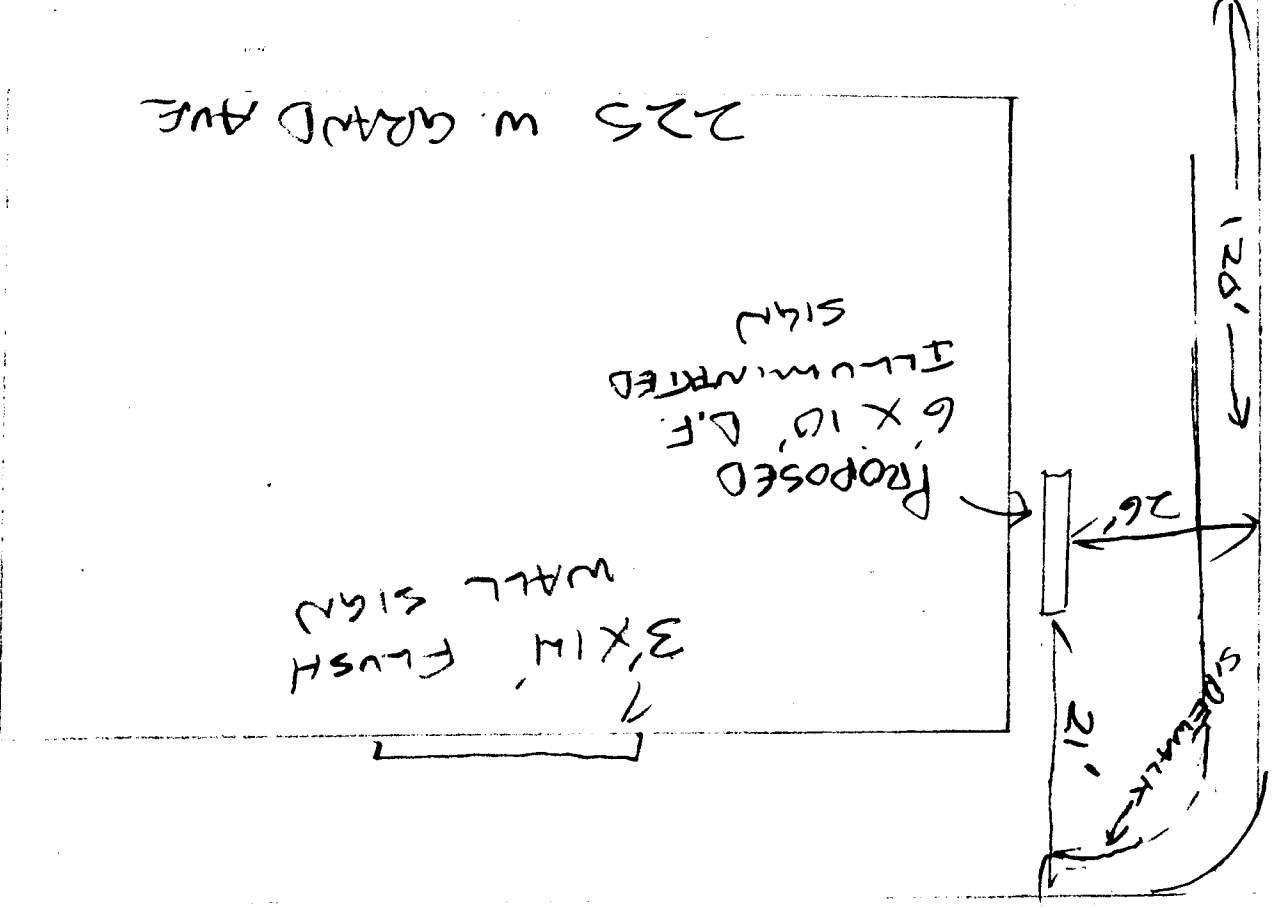 SIDEWALK
21'
3' X 14' FLUSH
WALL SIGN
26'
PROPOSED
6' X 10' D.F.
ILLUMINATED
SIGN
120'
225 W. GRAND AVE